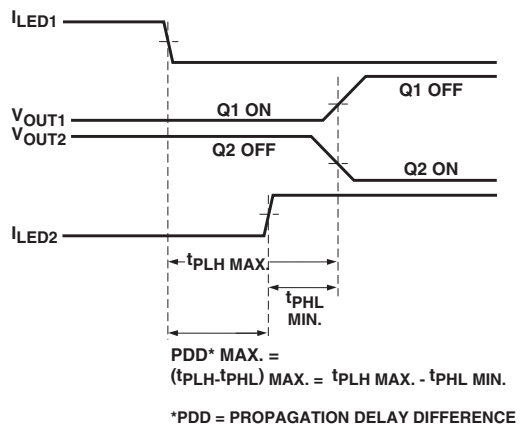 ILED1
VOUT1
Q1 ON
Q1 OFF
VOUT2
Q2 OFF
Q2 ON
ILED2
tPLH MAX.
tPHL
MIN.
PDD* MAX. =
(tPLH-tPHL) MAX. = tPLH MAX. - tPHL MIN.
*PDD = PROPAGATION DELAY DIFFERENCE